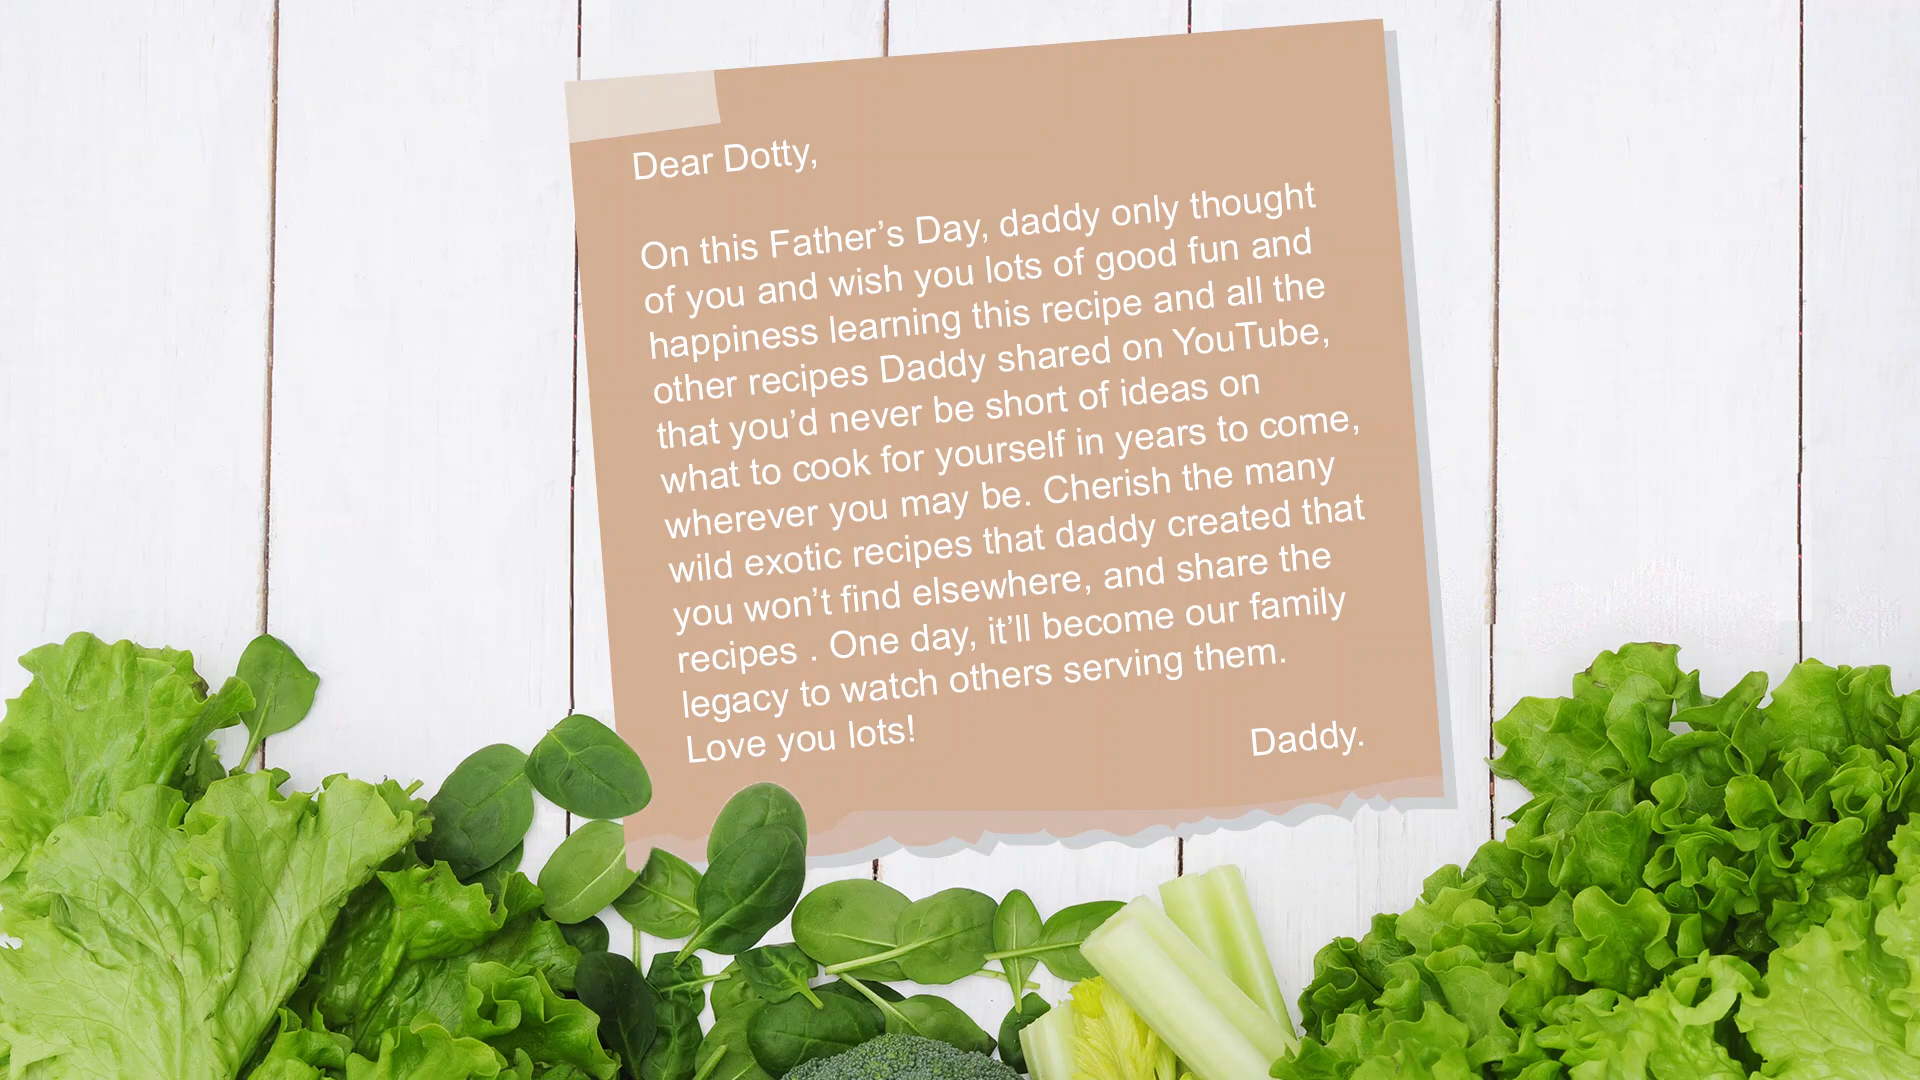 Dear Dotty,
On this Father’s Day, daddy only thought
of you and wish you lots of good fun and
happiness learning this recipe and all the
other recipes Daddy shared on YouTube,
that you’d never be short of ideas on
what to cook for yourself in years to come,
wherever you may be. Cherish the many
wild exotic recipes that daddy created that
you won’t find elsewhere, and share the
recipes . One day, it’ll become our family
legacy to watch others serving them.
Love you lots!
Daddy.